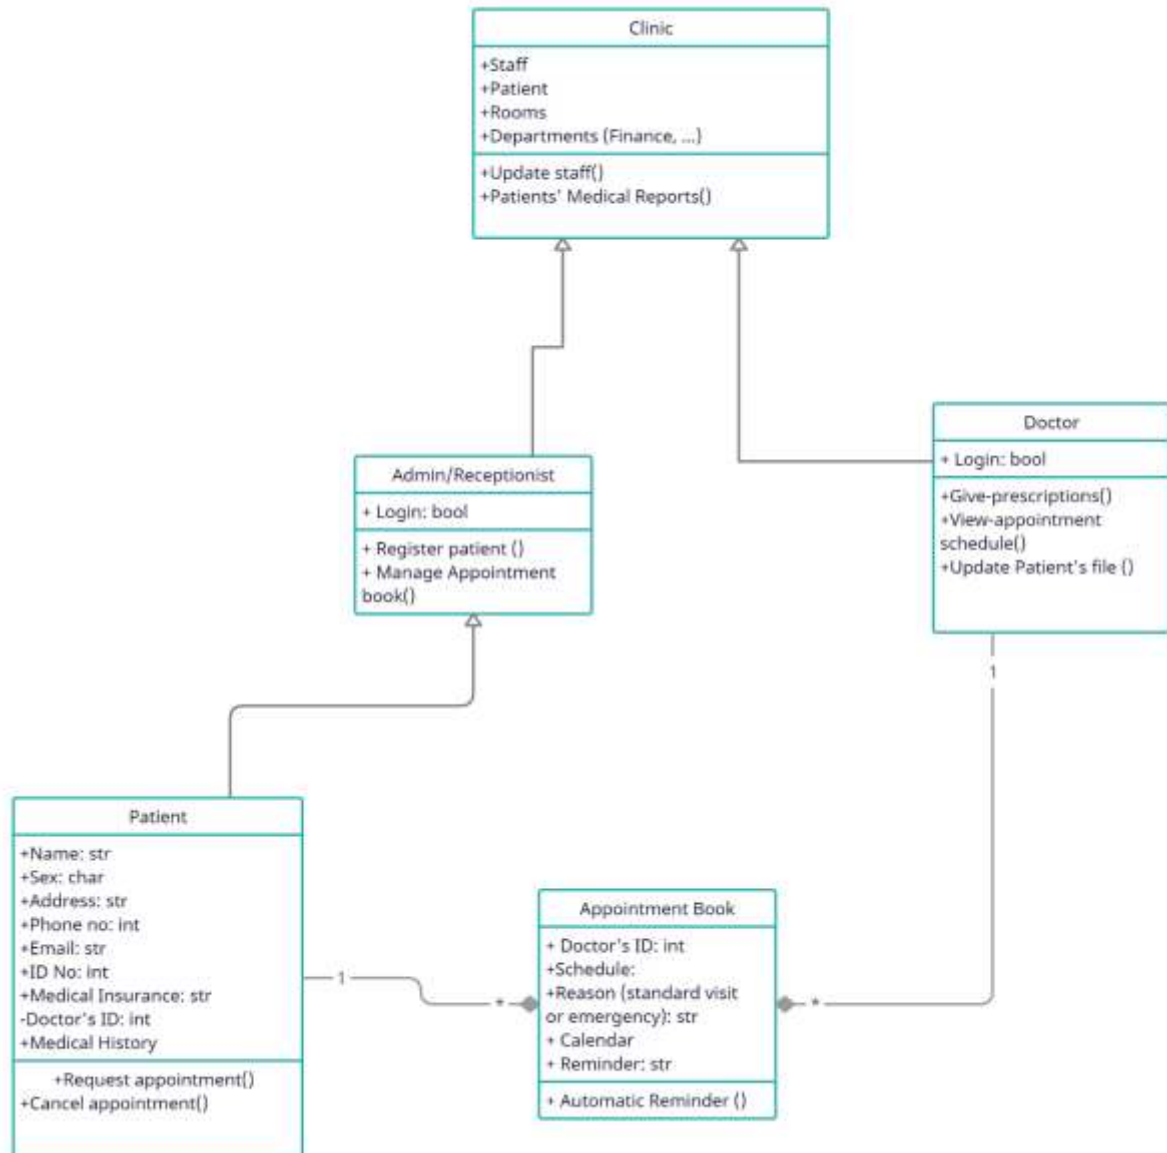 Clinic
+Staff
+Patient
+Rooms
+Departments (Finance, ...)
+Update staff()
+Patients' Medical Reports()
Admin/Receptionist
+ Login: bool
+ Register patient ()
+ Manage Appointment
book()
Doctor
+ Login: bool
+Give-prescriptions()
+View-appointment
schedule()
+Update Patient's file ()
1
Patient
+Name: str
+Sex: char
+Address: str
+Phone no: int
+Email: str
+ID No: int
+Medical Insurance: str
-Doctor's ID: int
+Medical History
+Request appointment()
+Cancel appointment()
1
*
Appointment Book
+ Doctor's ID: int
+Schedule:
+Reason (standard visit
or emergency): str
+ Calendar
+ Reminder: str
+ Automatic Reminder ()
*